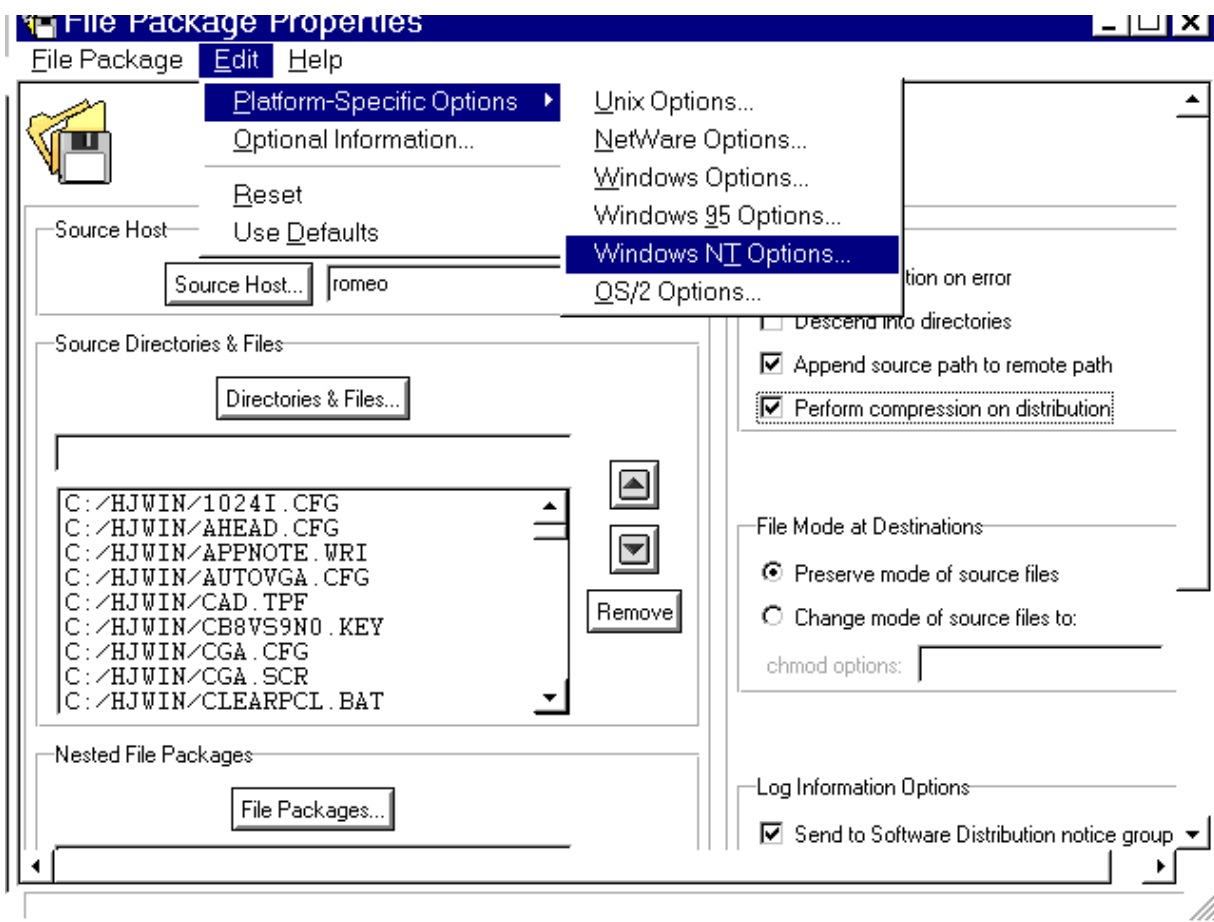 File Package Properties
File Package Edit Help
Platform-Specific Options
Optional Information...
Reset
Use Defaults
Unix Options...
NetWare Options...
Windows Options...
Windows 95 Options...
Windows NT Options...
OS/2 Options...
Source Host
Source Host... romeo
Source Directories & Files
Directories & Files...
C:/HJWIN/1024I.CFG
C:/HJWIN/AHEAD.CFG
C:/HJWIN/APPNOTE.WRI
C:/HJWIN/AUTOVGA.CFG
C:/HJWIN/CAD.TPF
C:/HJWIN/CB8VS9N0.KEY
C:/HJWIN/CGA.CFG
C:/HJWIN/CGA.SCR
C:/HJWIN/CLEARPCL.BAT
Remove
Nested File Packages
File Packages...
tion on error
Descend into directories
Append source path to remote path
Perform compression on distribution
File Mode at Destinations
Preserve mode of source files
Change mode of source files to:
chmod options:
Log Information Options
Send to Software Distribution notice group